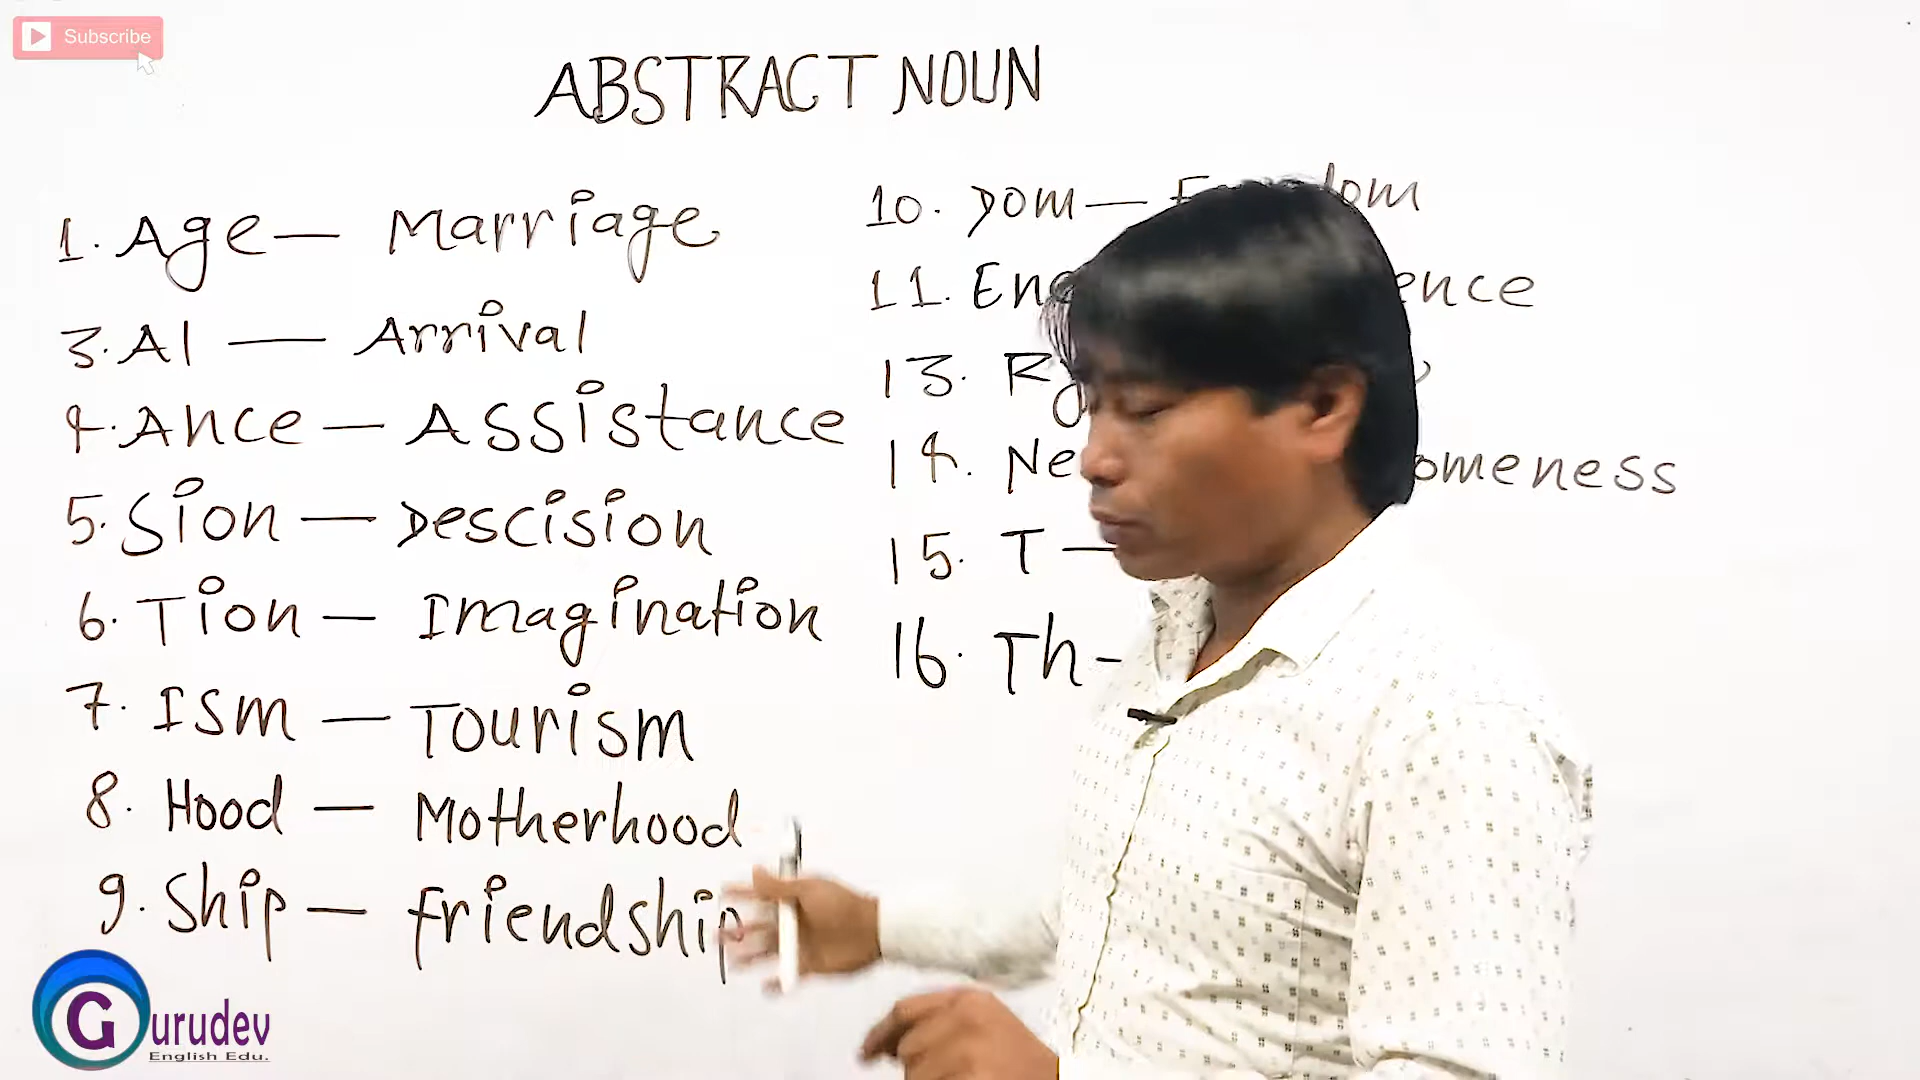 Subscribe
ABSTRACT NOUN
1. Age — Marriage
3. Al — Arrival
4. Ance — Assistance
5. Sion — Descision
6. Tion — Imagination
7. Ism — Tourism
8. Hood — Motherhood
9. Ship — Friendship
10. Dom —
11.
13.
14.
15. T —
16. Th -
Gurudev
English Edu.